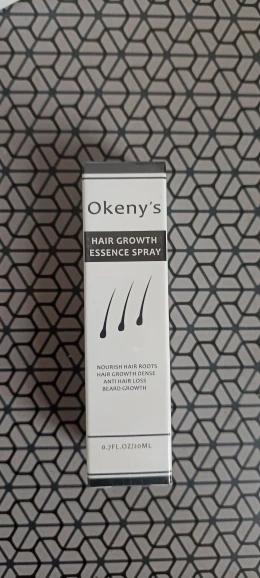 Okeny's
HAIR GROWTH
ESSENCE SPRAY
NOURISH HAIR ROOTS
HAIR GROWTH DENSE
ANTI HAIR LOSS
BEARD GROWTH
0.7FL.OZ/20ML